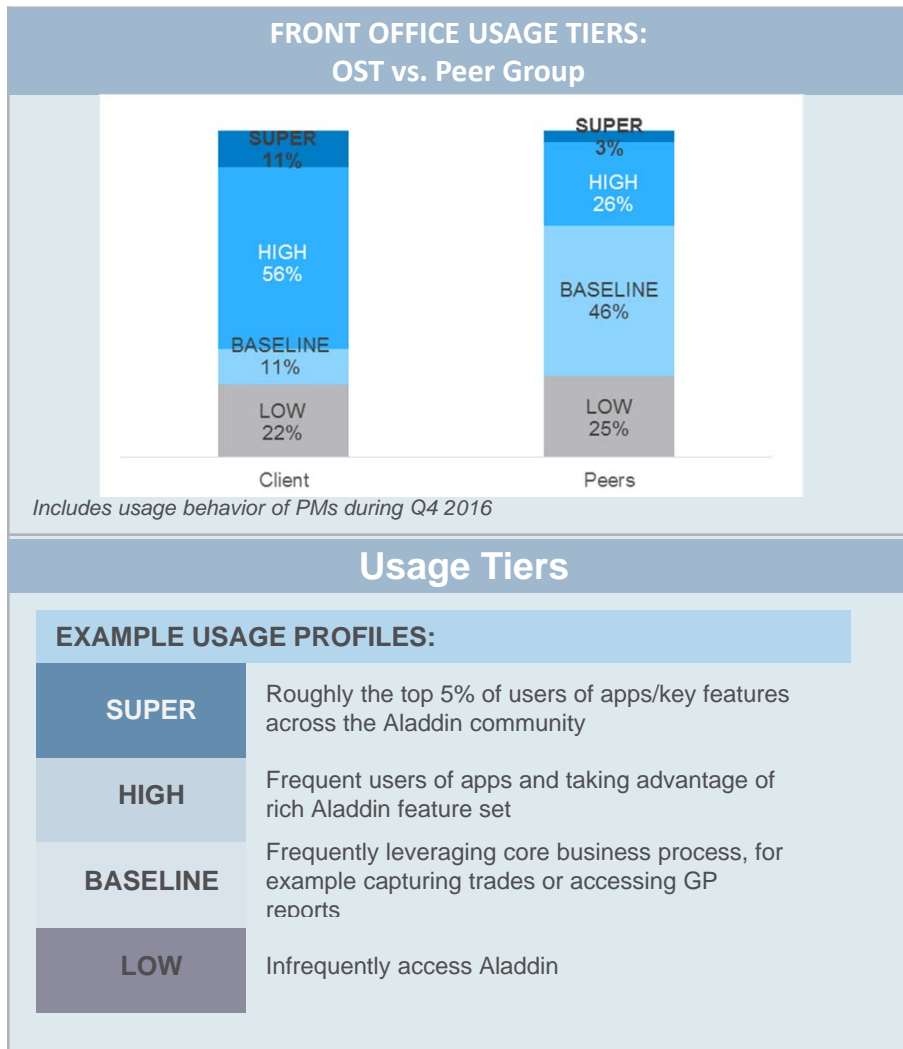 FRONT OFFICE USAGE TIERS:
OST vs. Peer Group
SUPER
11%
HIGH
56%
BASELINE
11%
LOW
22%
Client
SUPER
3%
HIGH
26%
BASELINE
46%
LOW
25%
Peers
Includes usage behavior of PMs during Q4 2016
Usage Tiers
EXAMPLE USAGE PROFILES:
SUPER
Roughly the top 5% of users of apps/key features
across the Aladdin community
HIGH
Frequent users of apps and taking advantage of
rich Aladdin feature set
BASELINE
Frequently leveraging core business process, for
example capturing trades or accessing GP
reports
LOW
Infrequently access Aladdin